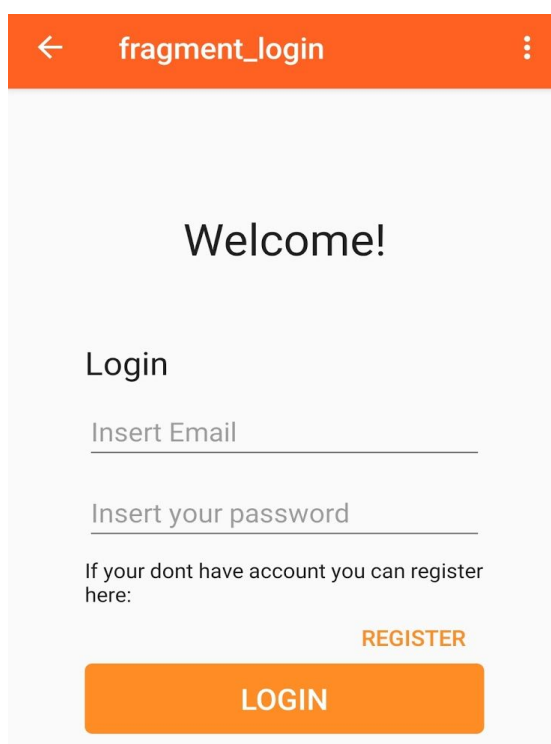 fragment_login
Welcome!
Login
Insert Email
Insert your password
If your dont have account you can register
here:
REGISTER
LOGIN